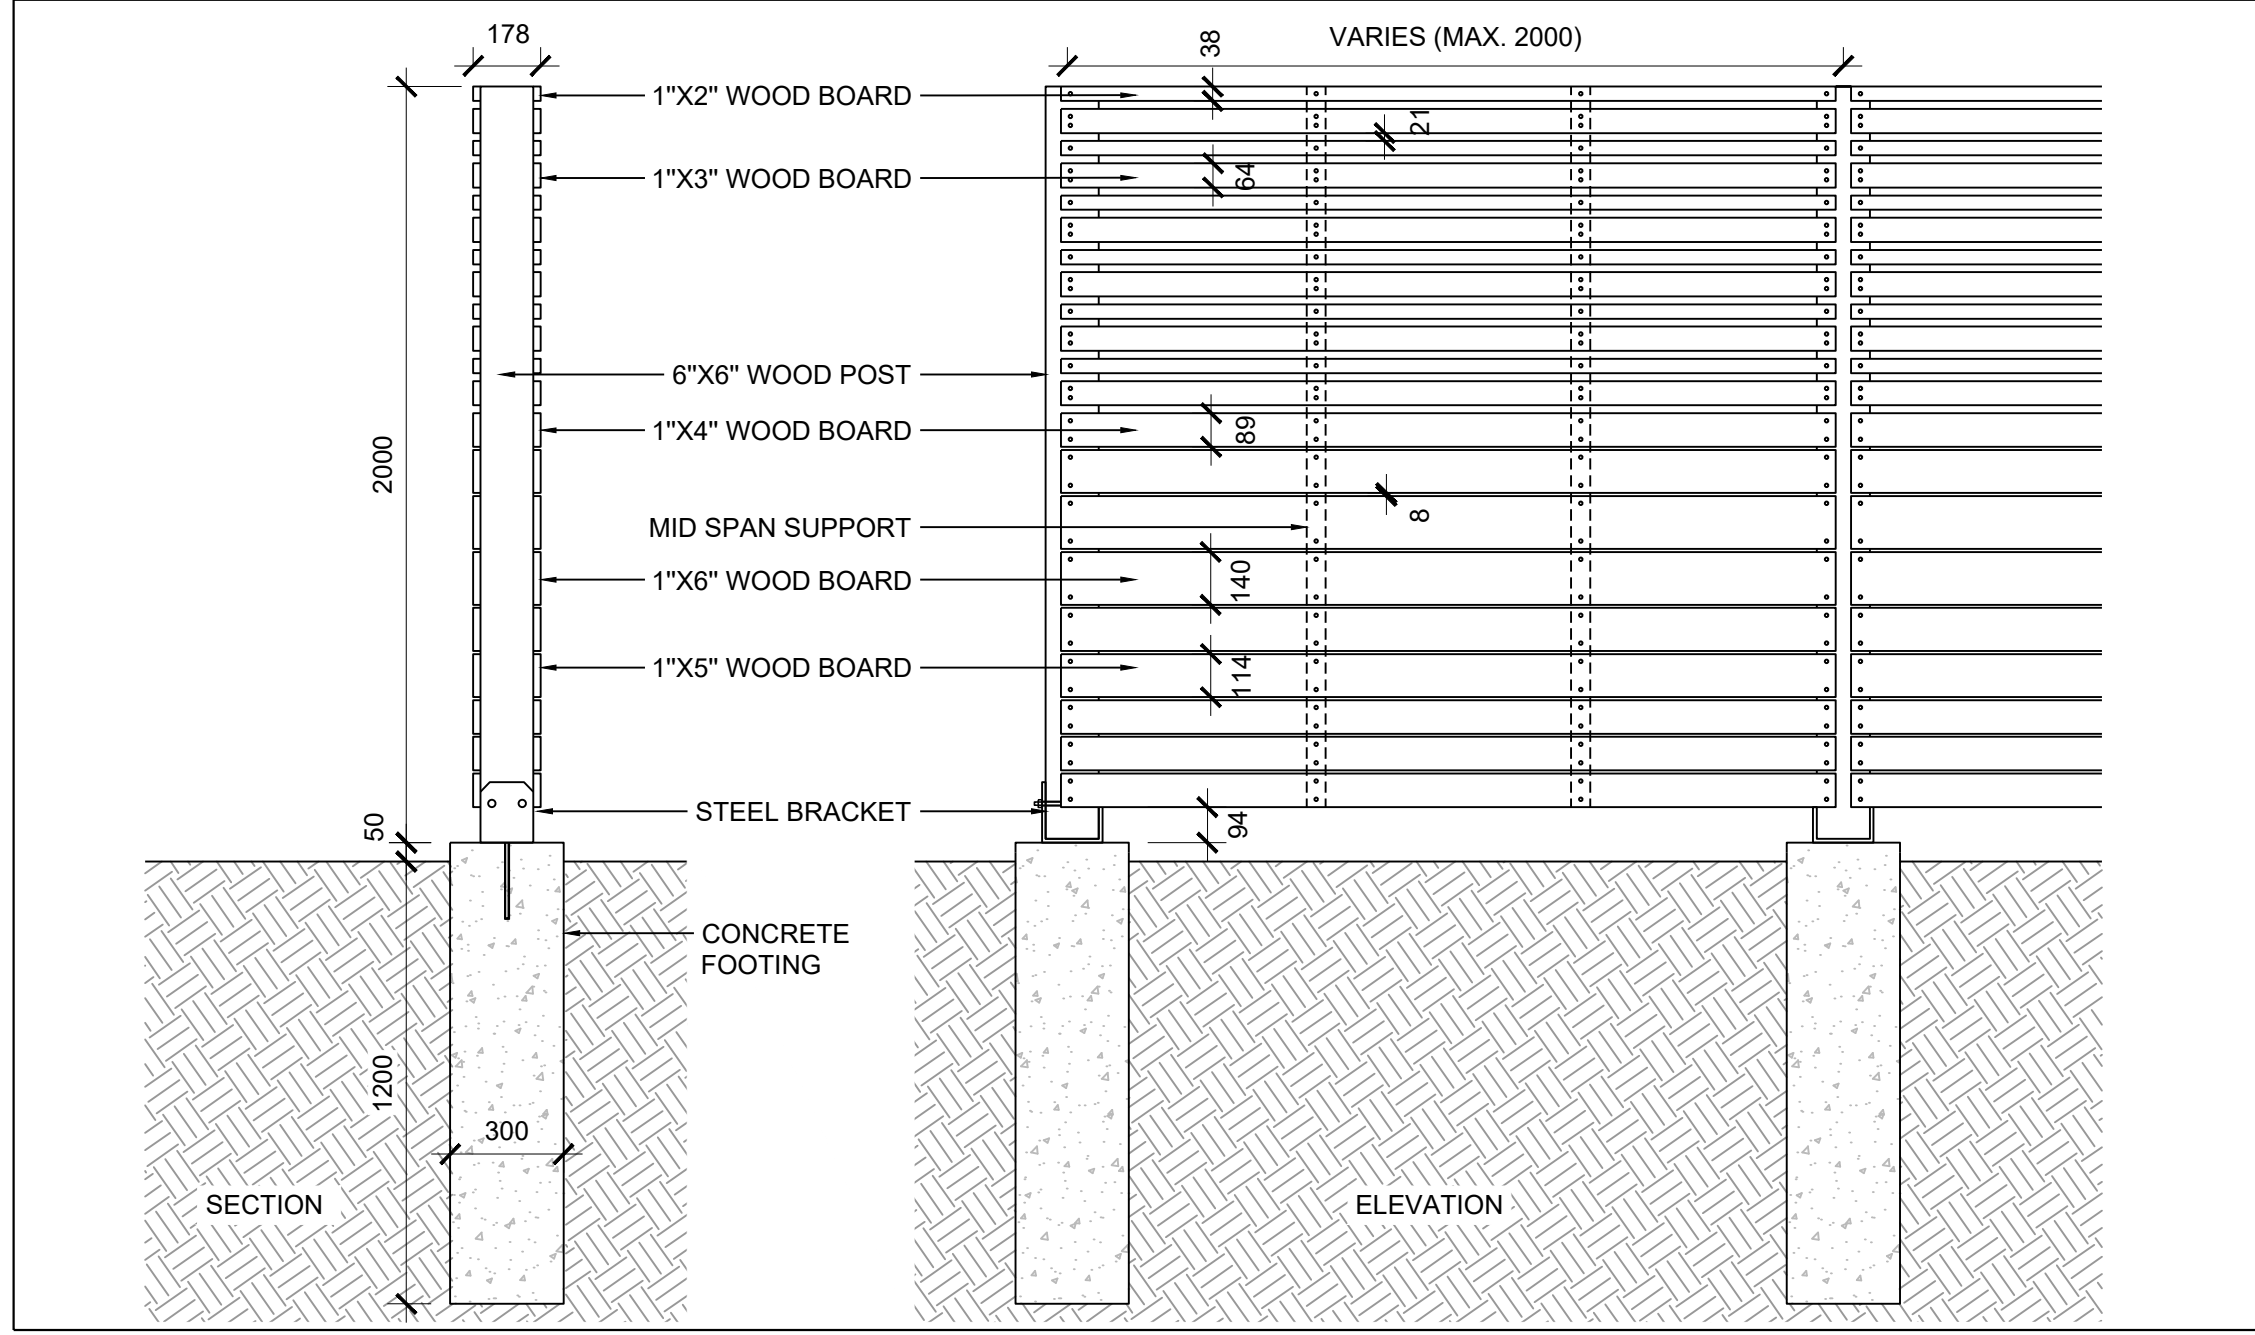 178
38
VARIES (MAX. 2000)
1"X2" WOOD BOARD
21
1"X3" WOOD BOARD
64
6"X6" WOOD POST
1"X4" WOOD BOARD
89
2000
MID SPAN SUPPORT
8
1"X6" WOOD BOARD
140
1"X5" WOOD BOARD
114
STEEL BRACKET
50
94
CONCRETE
FOOTING
1200
300
SECTION
ELEVATION